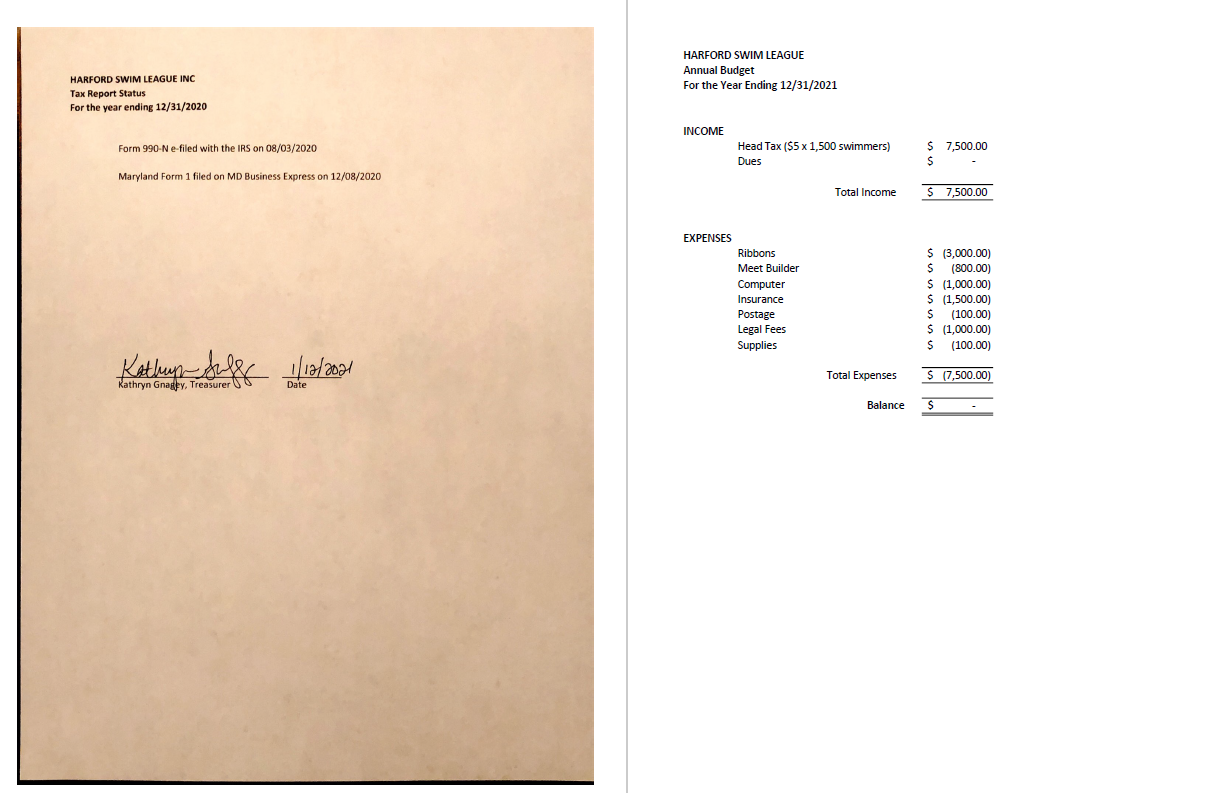 HARFORD SWIM LEAGUE INC
Tax Report Status
For the year ending 12/31/2020
Form 990-N e-filed with the IRS on 08/03/2020
Maryland Form 1 filed on MD Business Express on 12/08/2020
Kathryn 1/12/2021
Kathryn Gnagey, Treasurer Date
HARFORD SWIM LEAGUE
Annual Budget
For the Year Ending 12/31/2021
INCOME
Head Tax ($5 x 1,500 swimmers) $ 7,500.00
Dues $ -
Total Income $ 7,500.00
EXPENSES
Ribbons $ (3,000.00)
Meet Builder $ (800.00)
Computer $ (1,000.00)
Insurance $ (1,500.00)
Postage $ (100.00)
Legal Fees $ (1,000.00)
Supplies $ (100.00)
Total Expenses $ (7,500.00)
Balance $ -